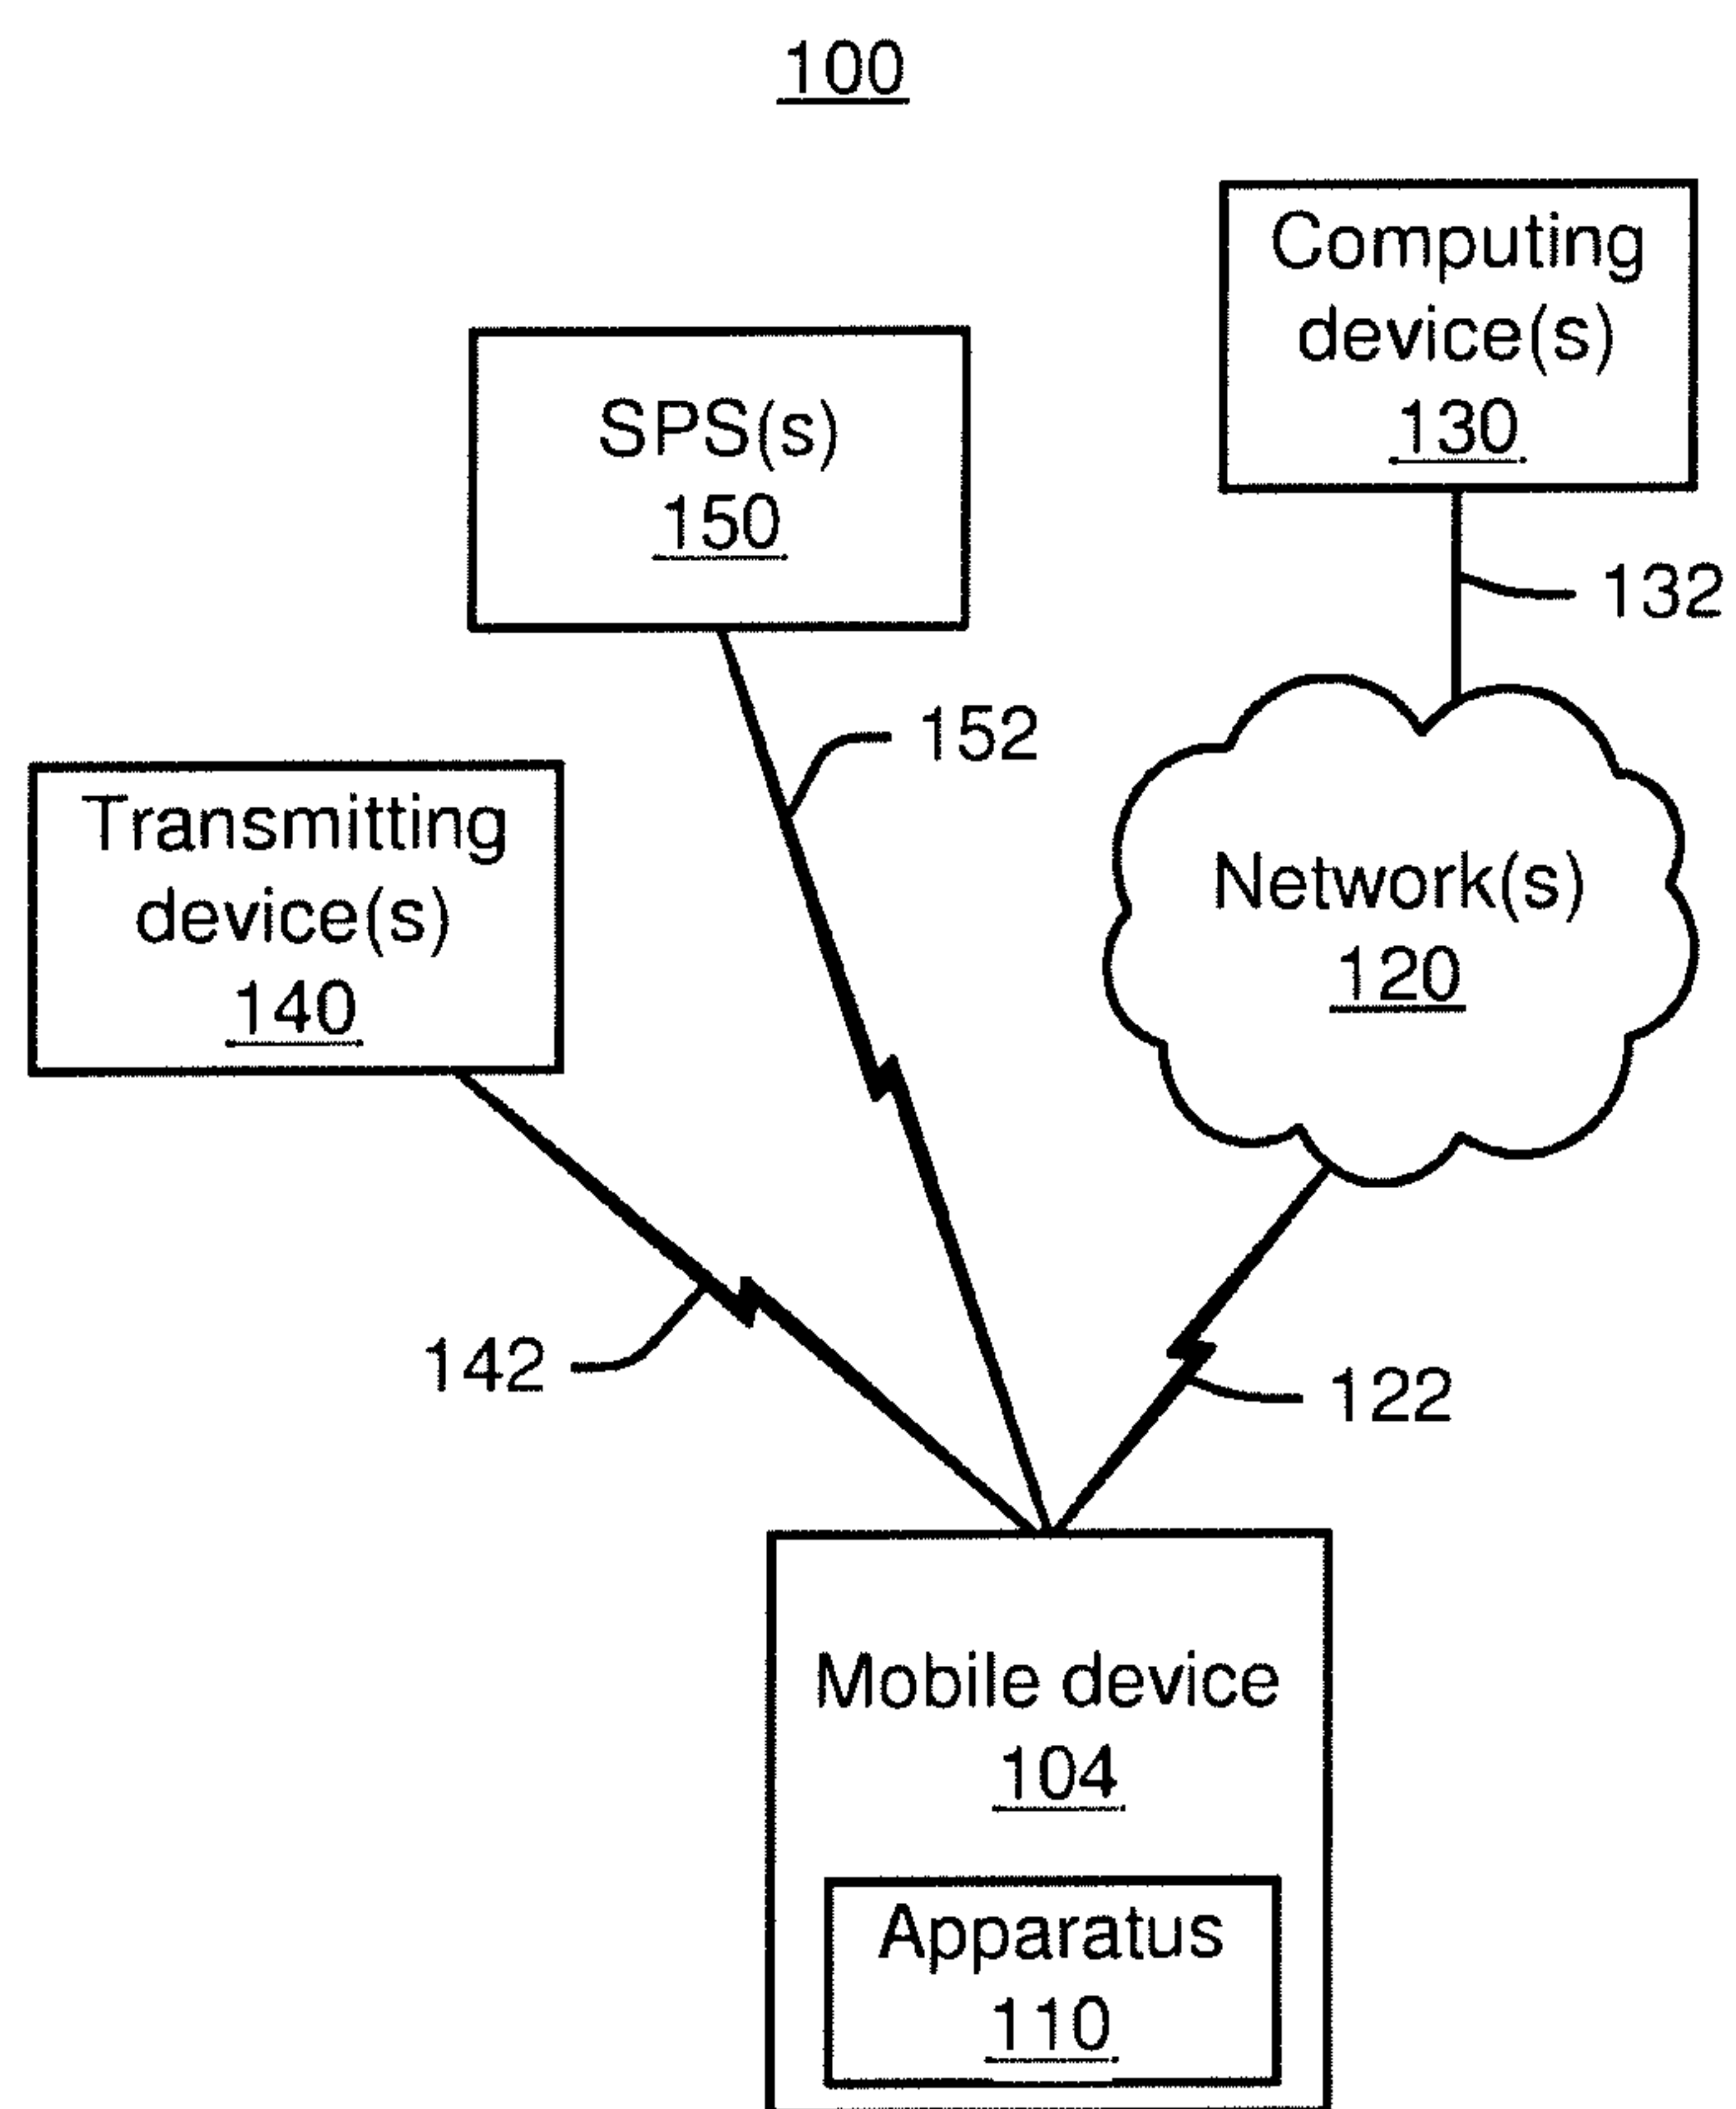 100
Computing
device(s)
130
SPS(s)
150
132
152
Transmitting
device(s)
140
Network(s)
120
142
122
Mobile device
104
Apparatus
110